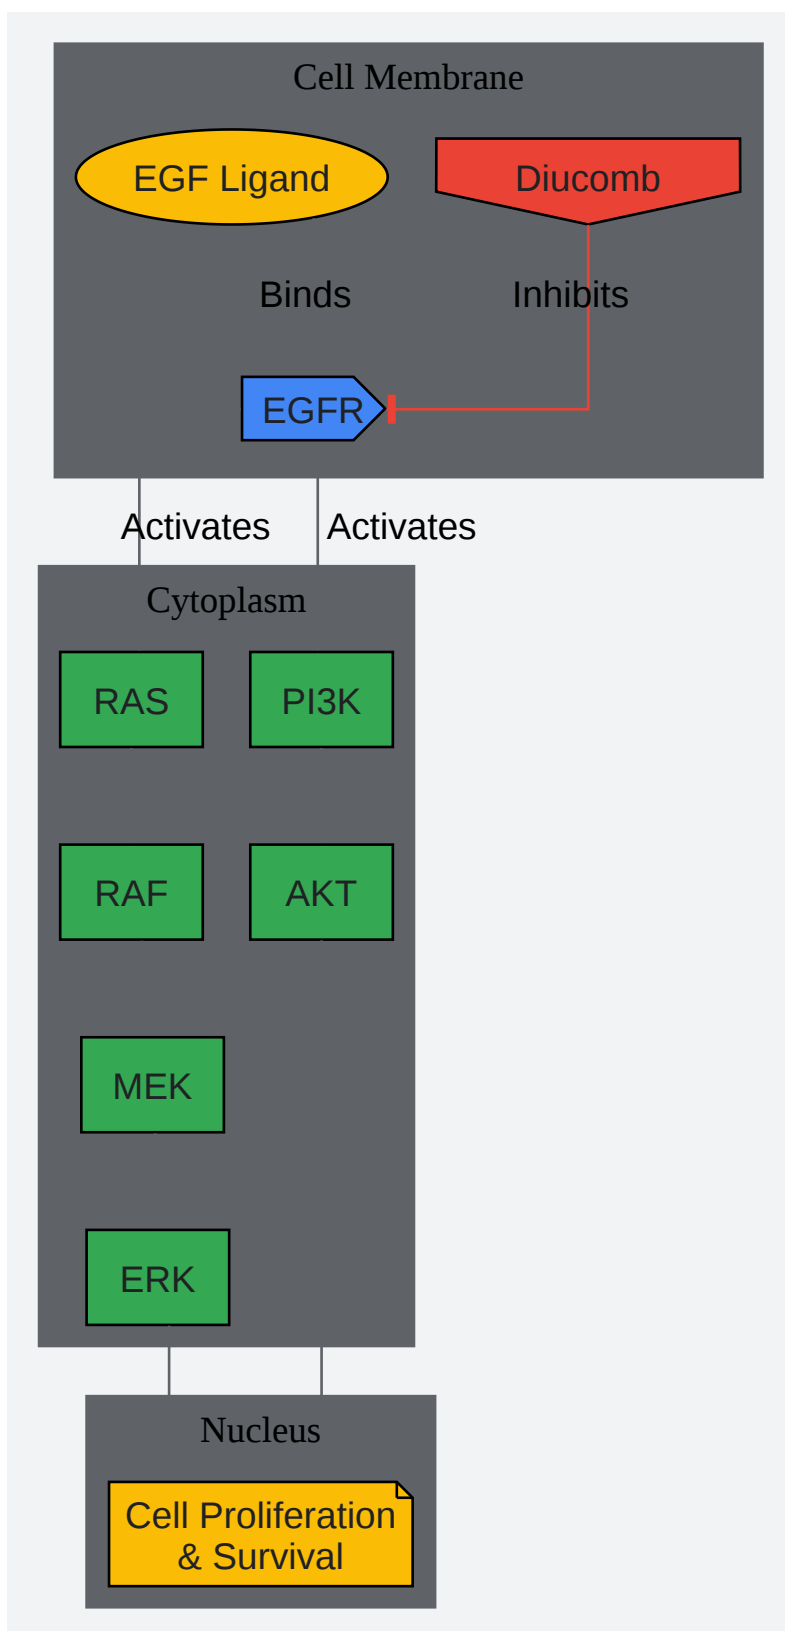 Cell Membrane
EGF Ligand
Diucomb
Binds
Inhibits
EGFR
Activates
Activates
Cytoplasm
RAS
PI3K
RAF
AKT
MEK
ERK
Nucleus
Cell Proliferation
& Survival